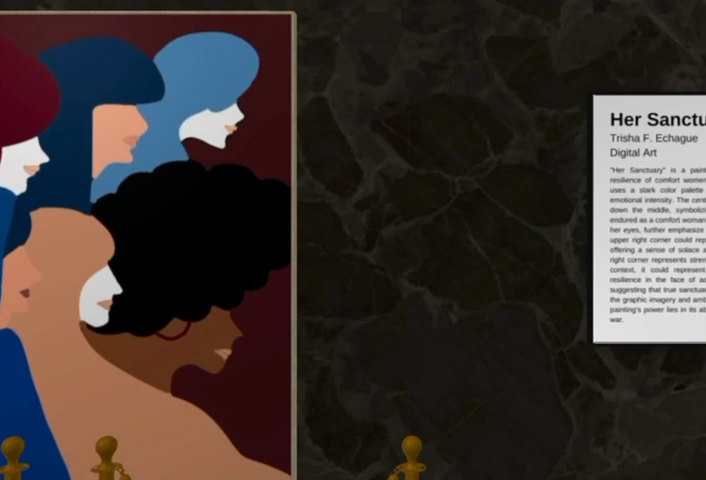 Her Sanctu
Trisha F. Echague
Digital Art
"Her Sanctuary" is a paint
resilience of comfort women
uses a stark color palette
emotional intensity. The cent
down the middle, symboliz
endured as a comfort woman
her eyes, further emphasize
upper right corner could rep
offering a sense of solace a
right corner represents stren
context, it could represent
resilience in the face of ad
suggesting that true sanctuar
the graphic imagery and amb
painting's power lies in its ab
war.